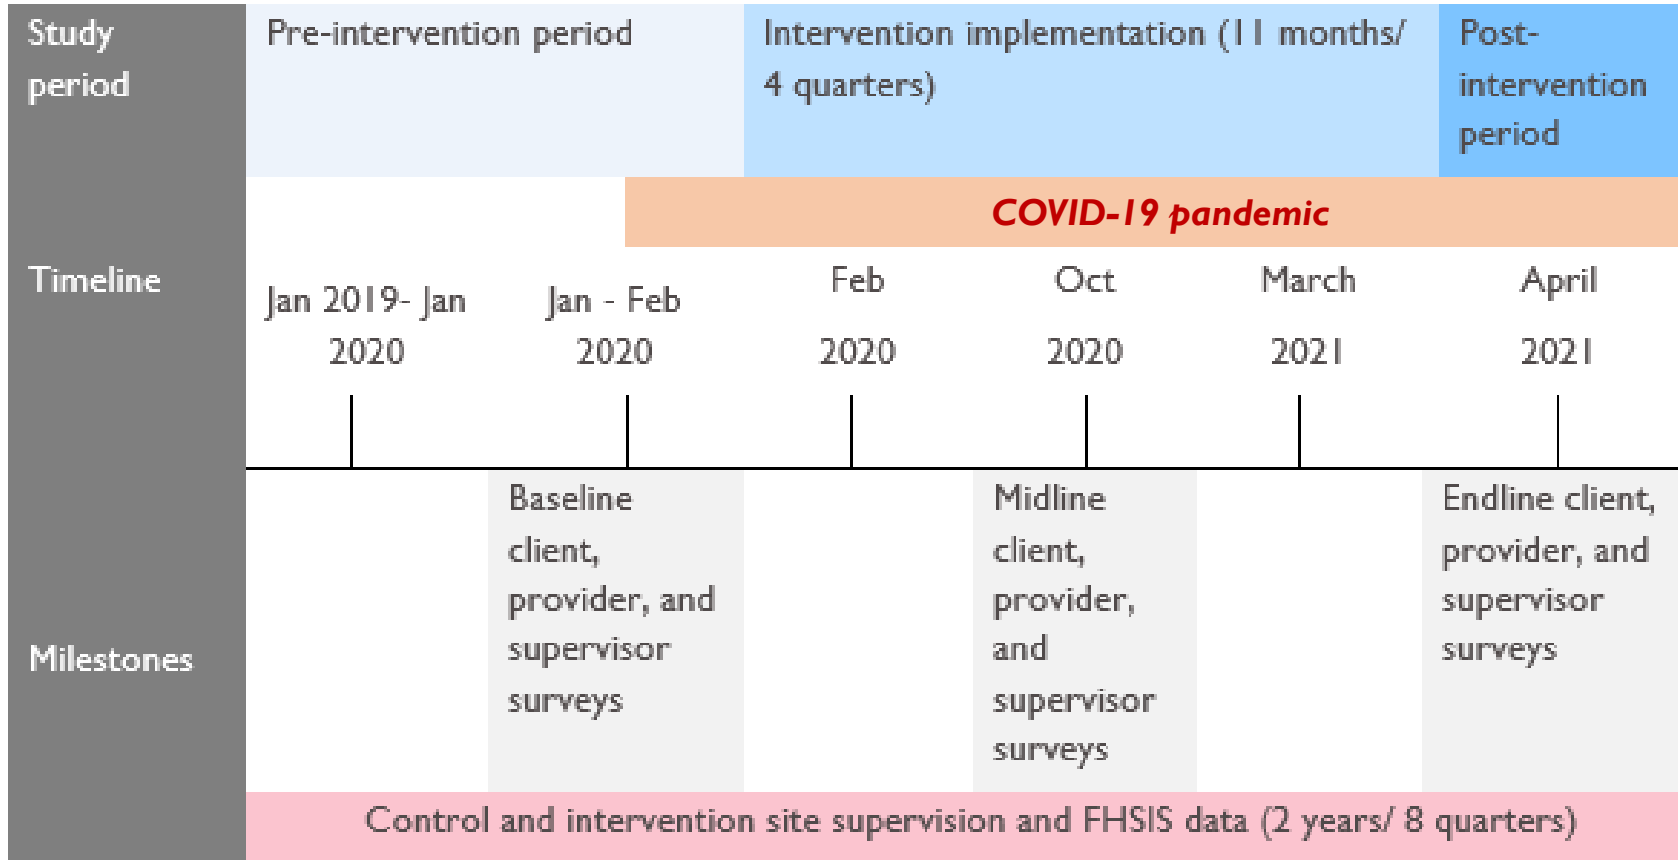 Study
period
Pre-intervention period
Intervention implementation (11 months/
4 quarters)
Post-
intervention
period
COVID-19 pandemic
Timeline
Jan 2019- Jan
2020
Jan - Feb
2020
Feb
2020
Oct
2020
March
2021
April
2021
Milestones
Baseline
client,
provider, and
supervisor
surveys
Midline
client,
provider,
and
supervisor
surveys
Endline client,
provider, and
supervisor
surveys
Control and intervention site supervision and FHSIS data (2 years/ 8 quarters)